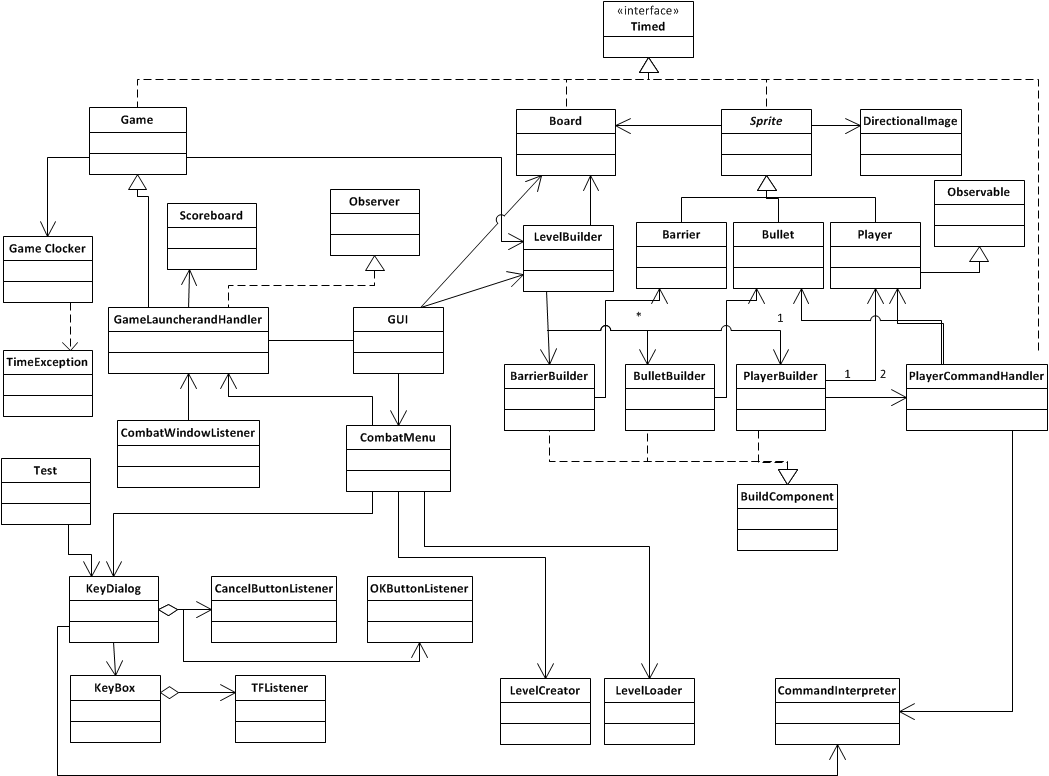 «interface»
Timed
Game
Board
Sprite
DirectionalImage
Observable
Observer
Scoreboard
Game Clocker
LevelBuilder
Barrier
Bullet
Player
GameLauncherandHandler
GUI
*
1
TimeException
BarrierBuilder
BulletBuilder
PlayerBuilder
1
2
PlayerCommandHandler
CombatWindowListener
CombatMenu
Test
BuildComponent
KeyDialog
CancelButtonListener
OKButtonListener
KeyBox
TFListener
LevelCreator
LevelLoader
CommandInterpreter